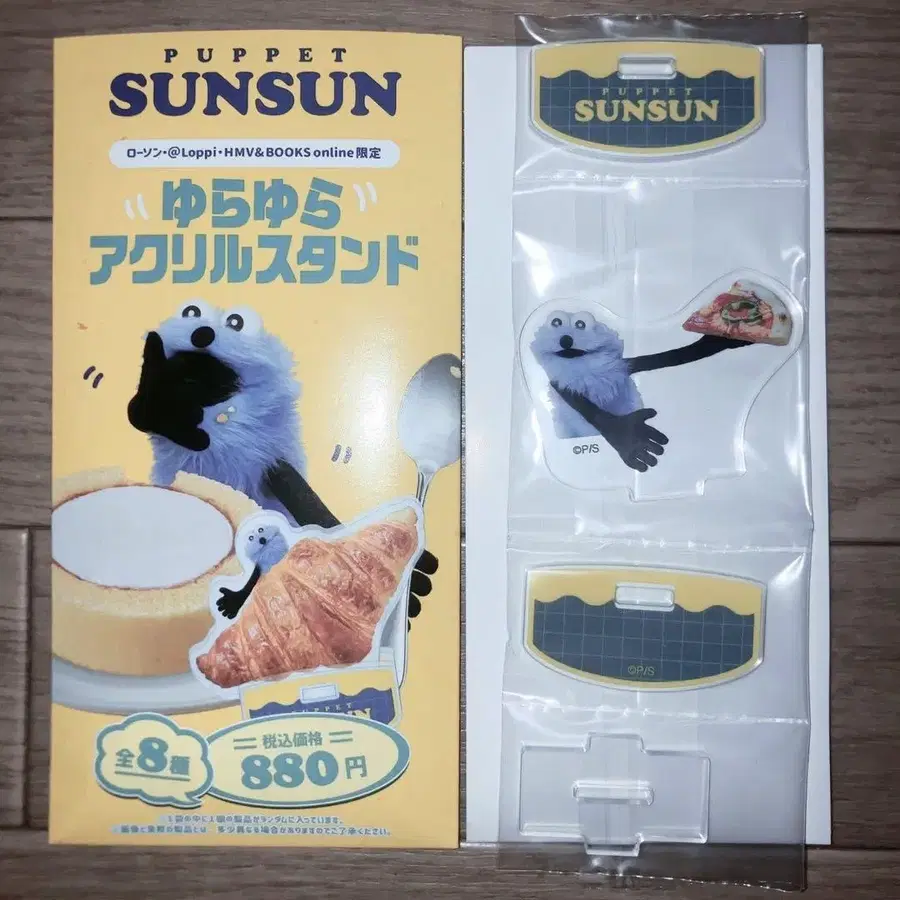 PUPPET
SUNSUN
ローソン・@Loppi・HMV&BOOKS online限定
ゆらゆら
アクリルスタンド
PUPPET
全8種
税込価格
880円
PUPPET
SUNSUN
©P/S
©P/S